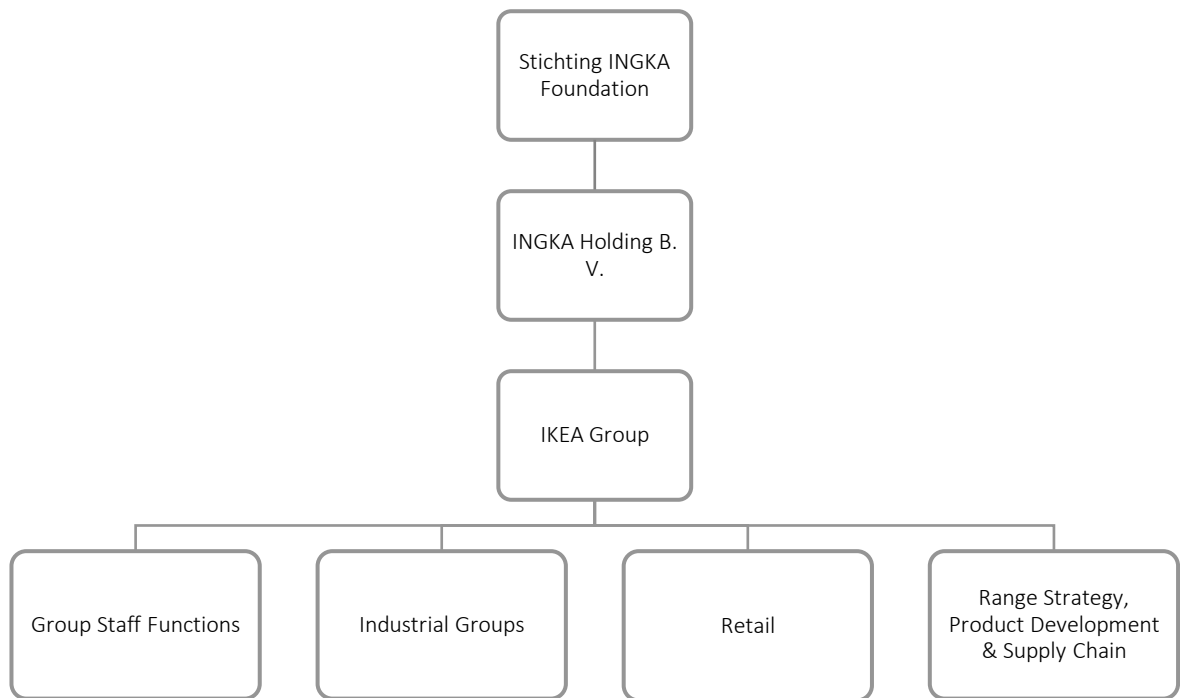 Stichting INGKA
Foundation
INGKA Holding B.
V.
IKEA Group
Group Staff Functions
Industrial Groups
Retail
Range Strategy,
Product Development
& Supply Chain